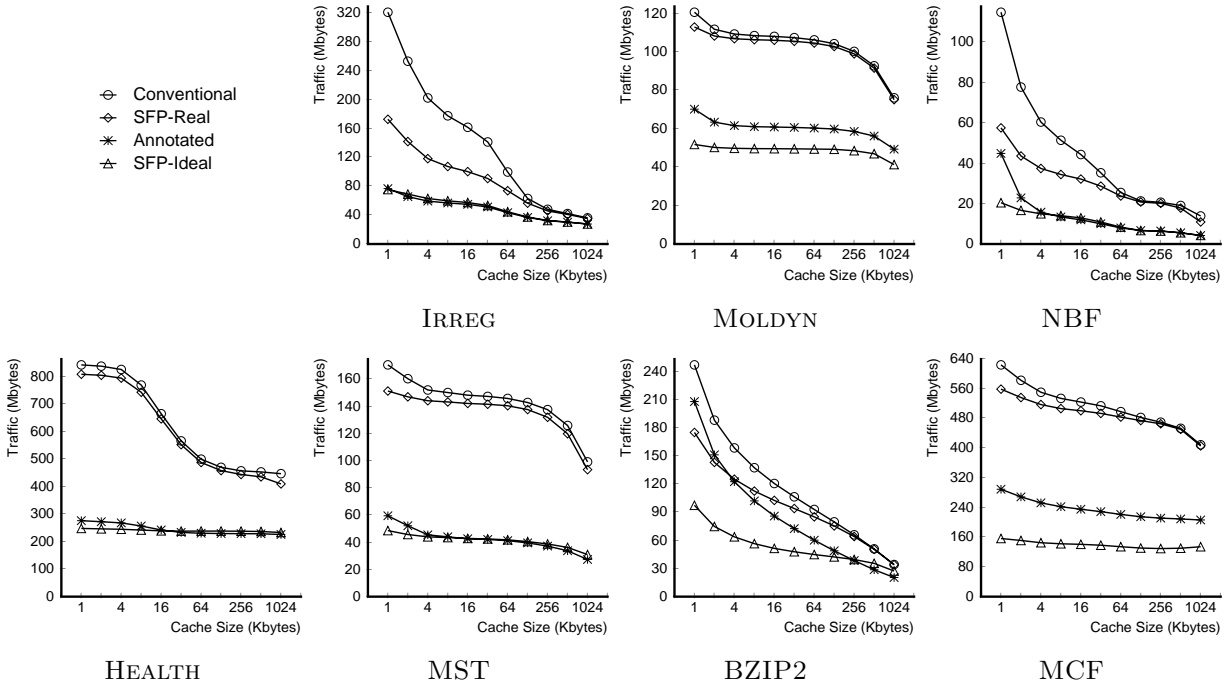 Conventional
SFP-Real
Annotated
SFP-Ideal
Traffic (Mbytes)
320
280
240
200
160
120
80
40
0
1 4 16 64 256 1024
Cache Size (Kbytes)
IRREG
Traffic (Mbytes)
120
100
80
60
40
20
0
1 4 16 64 256 1024
Cache Size (Kbytes)
MOLDYN
Traffic (Mbytes)
100
80
60
40
20
0
1 4 16 64 256 1024
Cache Size (Kbytes)
NBF
Traffic (Mbytes)
800
700
600
500
400
300
200
100
0
1 4 16 64 256 1024
Cache Size (Kbytes)
HEALTH
Traffic (Mbytes)
160
140
120
100
80
60
40
20
0
1 4 16 64 256 1024
Cache Size (Kbytes)
MST
Traffic (Mbytes)
240
210
180
150
120
90
60
30
0
1 4 16 64 256 1024
Cache Size (Kbytes)
BZIP2
Traffic (Mbytes)
640
560
480
400
320
240
160
80
0
1 4 16 64 256 1024
Cache Size (Kbytes)
MCF